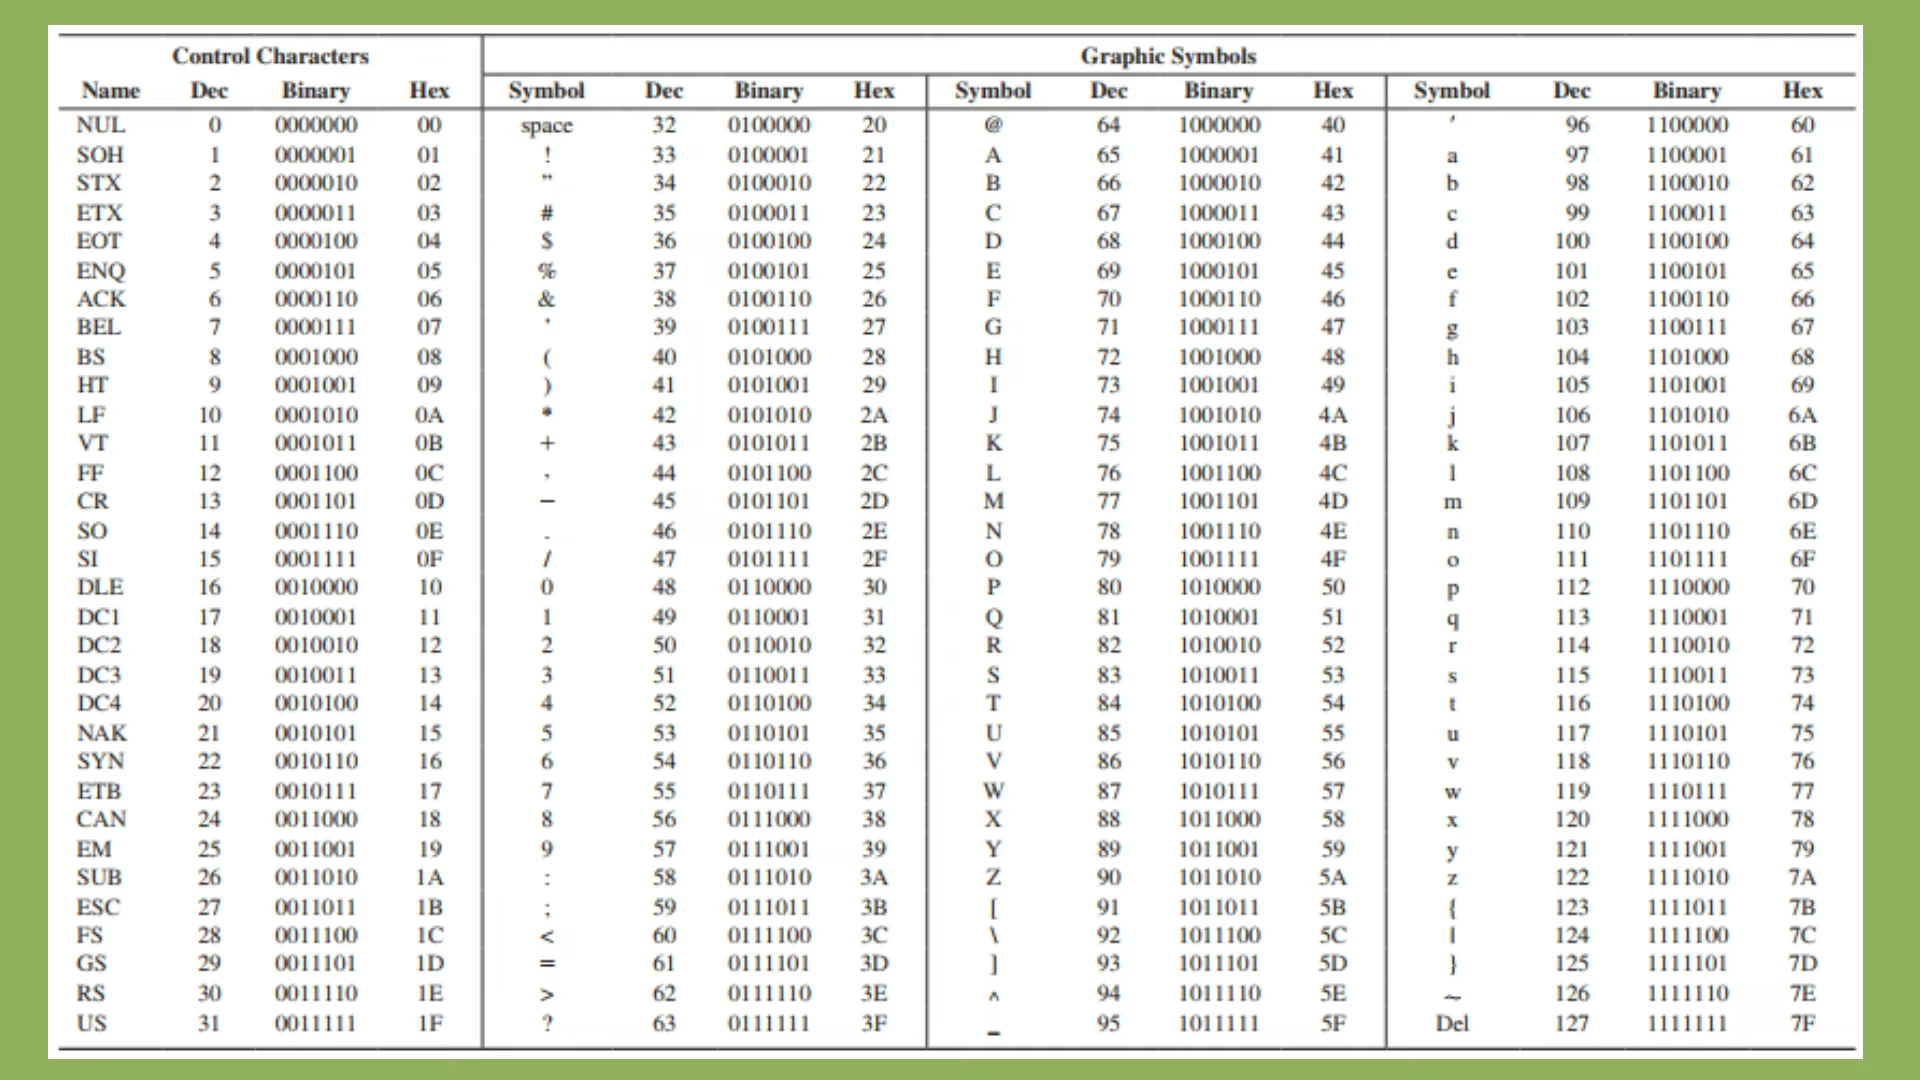 Control Characters Graphic Symbols
Name Dec Binary Hex Symbol Dec Binary Hex Symbol Dec Binary Hex Symbol Dec Binary Hex
NUL 0 0000000 00 space 32 0100000 20 @ 64 1000000 40 ′ 96 1100000 60
SOH 1 0000001 01 ! 33 0100001 21 A 65 1000001 41 a 97 1100001 61
STX 2 0000010 02 ” 34 0100010 22 B 66 1000010 42 b 98 1100010 62
ETX 3 0000011 03 # 35 0100011 23 C 67 1000011 43 c 99 1100011 63
EOT 4 0000100 04 $ 36 0100100 24 D 68 1000100 44 d 100 1100100 64
ENQ 5 0000101 05 % 37 0100101 25 E 69 1000101 45 e 101 1100101 65
ACK 6 0000110 06 & 38 0100110 26 F 70 1000110 46 f 102 1100110 66
BEL 7 0000111 07 ' 39 0100111 27 G 71 1000111 47 g 103 1100111 67
BS 8 0001000 08 ( 40 0101000 28 H 72 1001000 48 h 104 1101000 68
HT 9 0001001 09 ) 41 0101001 29 I 73 1001001 49 i 105 1101001 69
LF 10 0001010 0A * 42 0101010 2A J 74 1001010 4A j 106 1101010 6A
VT 11 0001011 0B + 43 0101011 2B K 75 1001011 4B k 107 1101011 6B
FF 12 0001100 0C , 44 0101100 2C L 76 1001100 4C l 108 1101100 6C
CR 13 0001101 0D – 45 0101101 2D M 77 1001101 4D m 109 1101101 6D
SO 14 0001110 0E . 46 0101110 2E N 78 1001110 4E n 110 1101110 6E
SI 15 0001111 0F / 47 0101111 2F O 79 1001111 4F o 111 1101111 6F
DLE 16 0010000 10 0 48 0110000 30 P 80 1010000 50 p 112 1110000 70
DC1 17 0010001 11 1 49 0110001 31 Q 81 1010001 51 q 113 1110001 71
DC2 18 0010010 12 2 50 0110010 32 R 82 1010010 52 r 114 1110010 72
DC3 19 0010011 13 3 51 0110011 33 S 83 1010011 53 s 115 1110011 73
DC4 20 0010100 14 4 52 0110100 34 T 84 1010100 54 t 116 1110100 74
NAK 21 0010101 15 5 53 0110101 35 U 85 1010101 55 u 117 1110101 75
SYN 22 0010110 16 6 54 0110110 36 V 86 1010110 56 v 118 1110110 76
ETB 23 0010111 17 7 55 0110111 37 W 87 1010111 57 w 119 1110111 77
CAN 24 0011000 18 8 56 0111000 38 X 88 1011000 58 x 120 1111000 78
EM 25 0011001 19 9 57 0111001 39 Y 89 1011001 59 y 121 1111001 79
SUB 26 0011010 1A : 58 0111010 3A Z 90 1011010 5A z 122 1111010 7A
ESC 27 0011011 1B ; 59 0111011 3B [ 91 1011011 5B { 123 1111011 7B
FS 28 0011100 1C < 60 0111100 3C \ 92 1011100 5C | 124 1111100 7C
GS 29 0011101 1D = 61 0111101 3D ] 93 1011101 5D } 125 1111101 7D
RS 30 0011110 1E > 62 0111110 3E ^ 94 1011110 5E ~ 126 1111110 7E
US 31 0011111 1F ? 63 0111111 3F _ 95 1011111 5F Del 127 1111111 7F